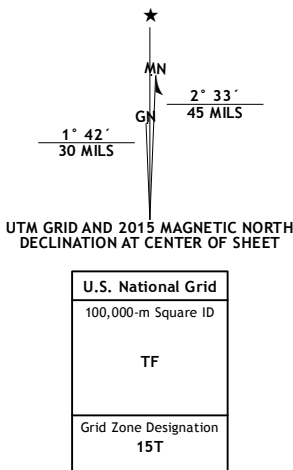 ★
MN
GN
2° 33´
45 MILS
1° 42´
30 MILS
UTM GRID AND 2015 MAGNETIC NORTH
DECLINATION AT CENTER OF SHEET
U.S. National Grid
100,000-m Square ID
TF
Grid Zone Designation
15T